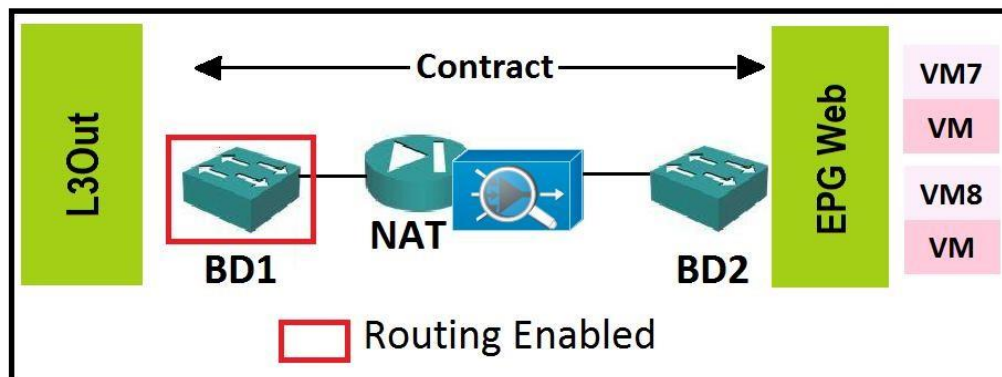 L3Out
Contract
NAT
BD1
BD2
EPG Web
VM7
VM
VM8
VM
Routing Enabled